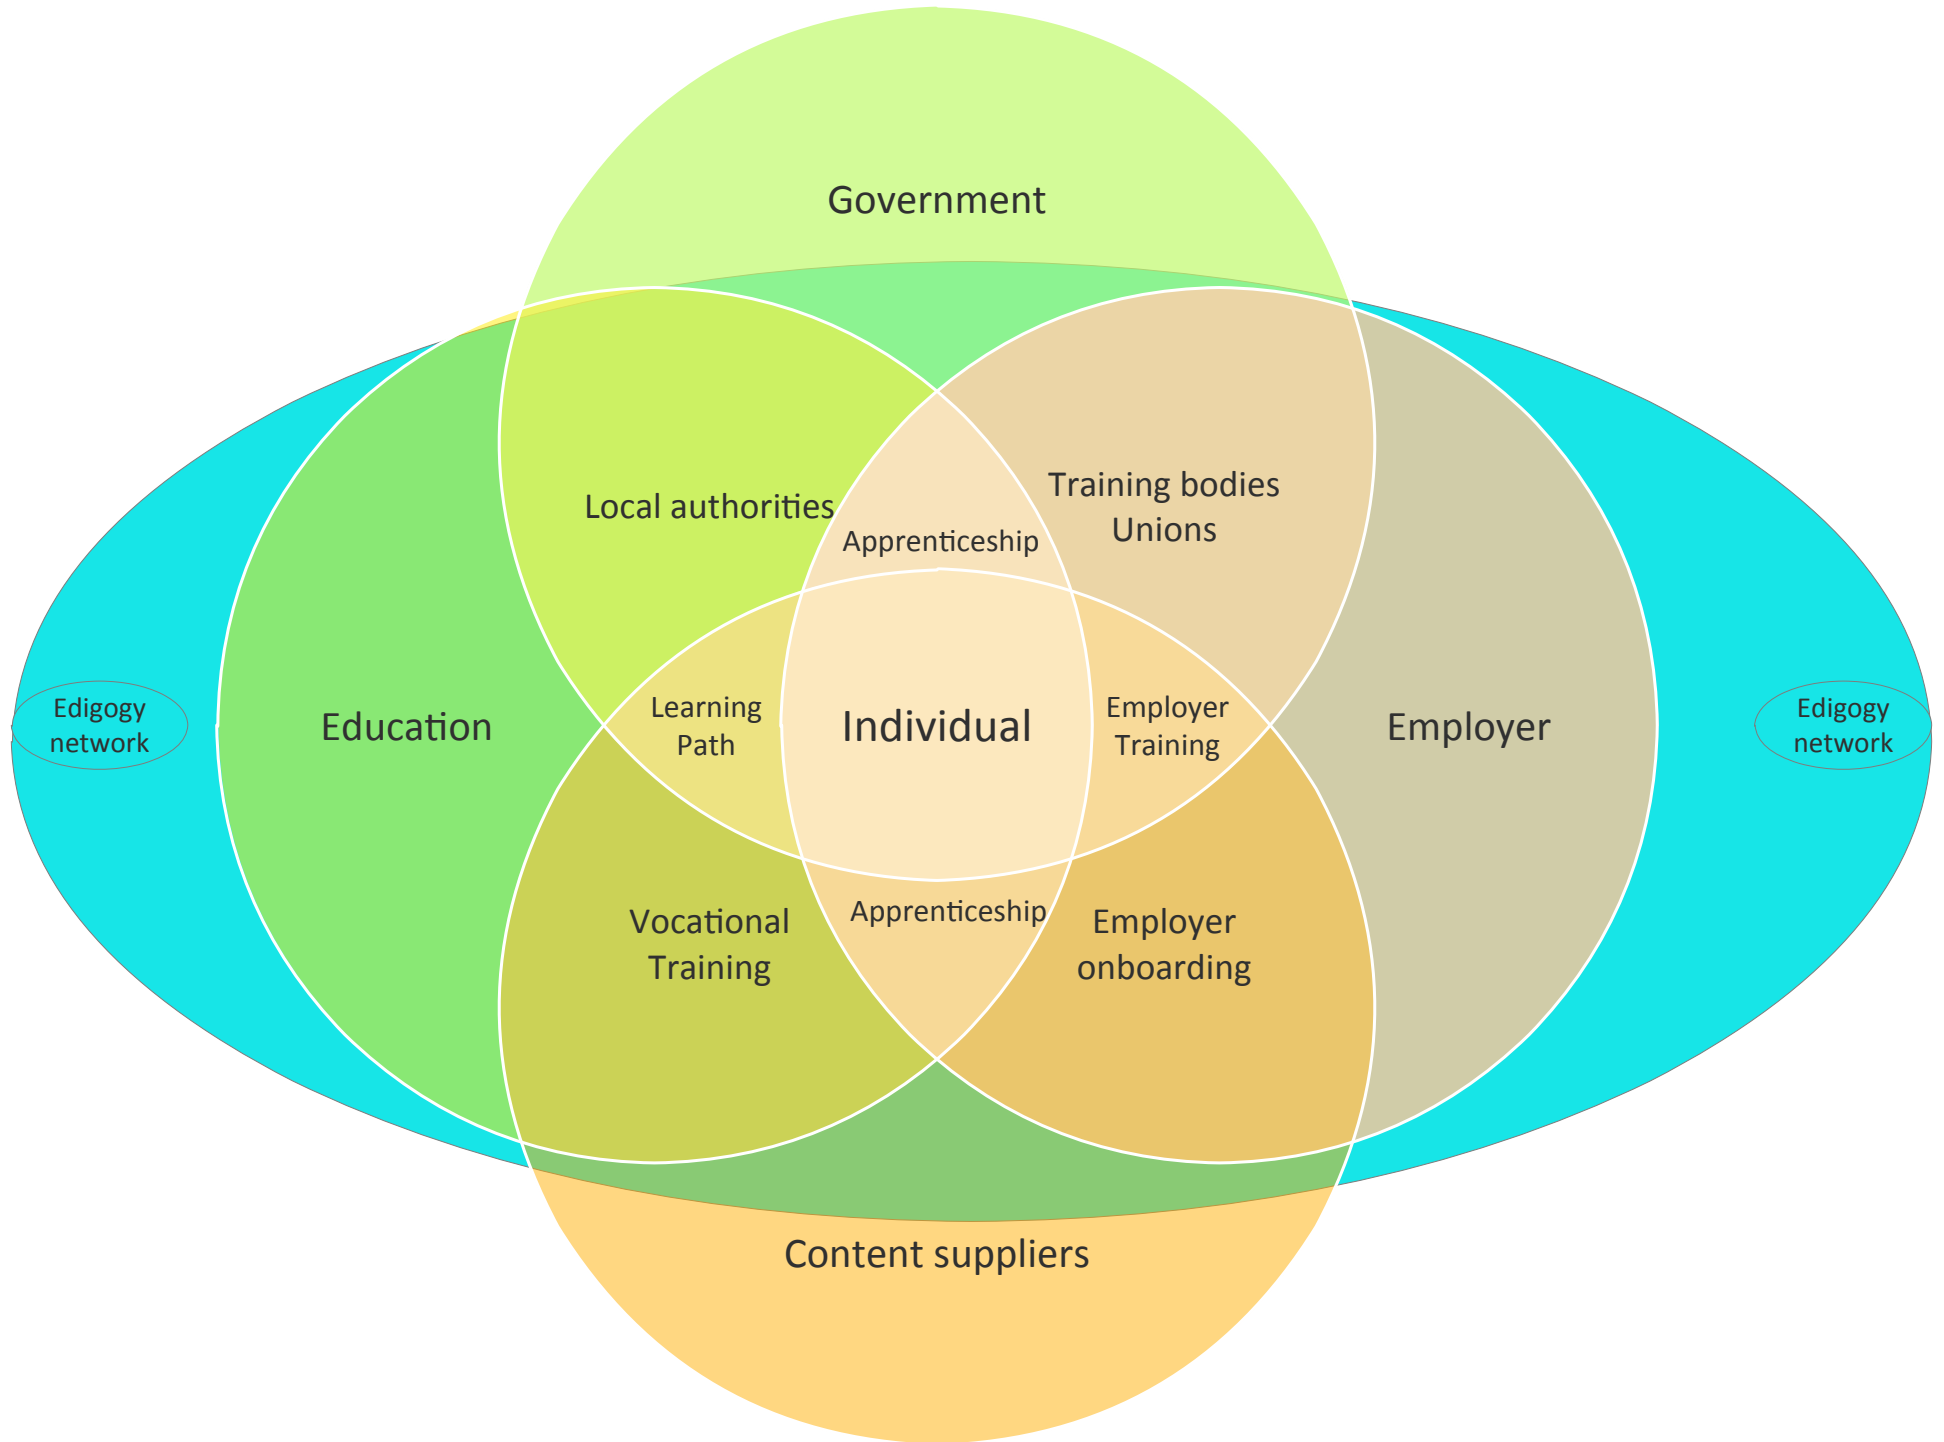 Government
Local authorities
Training bodies
Unions
Apprenticeship
Edigogy
network
Education
Learning
Path
Individual
Employer
Training
Employer
Edigogy
network
Vocational
Training
Apprenticeship
Employer
onboarding
Content suppliers